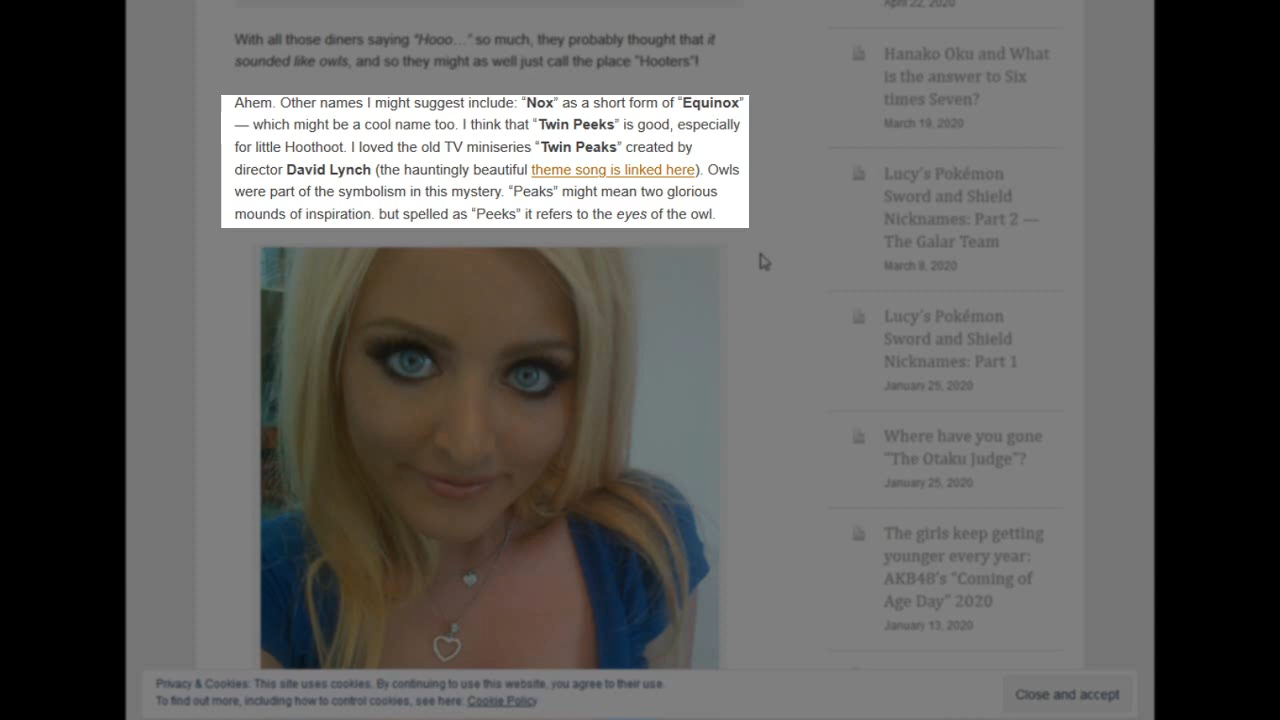 With all those diners saying “Hooo…” so much, they probably thought that it
sounded like owls, and so they might as well just call the place “Hooters”!
Ahem. Other names I might suggest include: “Nox” as a short form of “Equinox”
— which might be a cool name too. I think that “Twin Peeks” is good, especially
for little Hoothoot. I loved the old TV miniseries “Twin Peaks” created by
director David Lynch (the hauntingly beautiful theme song is linked here). Owls
were part of the symbolism in this mystery. “Peaks” might mean two glorious
mounds of inspiration. but spelled as “Peeks” it refers to the eyes of the owl.
April 22, 2020
Hanako Oku and What
is the answer to Six
times Seven?
March 19, 2020
Lucy’s Pokémon
Sword and Shield
Nicknames: Part 2 —
The Galar Team
March 8, 2020
Lucy’s Pokémon
Sword and Shield
Nicknames: Part 1
January 25, 2020
Where have you gone
“The Otaku Judge”?
January 25, 2020
The girls keep getting
younger every year:
AKB48’s “Coming of
Age Day” 2020
January 13, 2020
Privacy & Cookies: This site uses cookies. By continuing to use this website, you agree to their use.
To find out more, including how to control cookies, see here: Cookie Policy
Close and accept